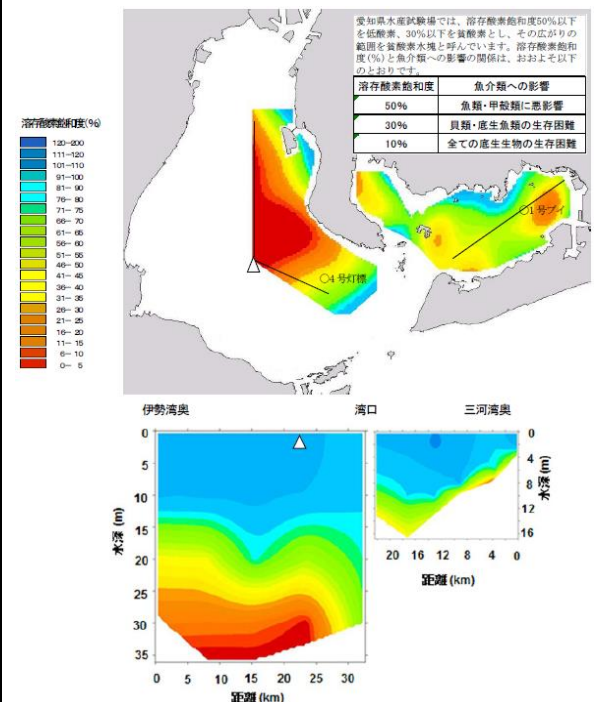 愛知県水産試験場では、溶存酸素飽和度50%以下
を低酸素、30%以下を貧酸素とし、その広がりの
範囲を貧酸素水塊と呼んでいます。溶存酸素飽和
度(%)と魚介類への影響の関係は、おおよそ以下
のとおりです。
溶存酸素飽和度 魚介類への影響
50% 魚類・甲殻類に悪影響
30% 貝類・底生魚類の生存困難
10% 全ての底生生物の生存困難
溶存酸素飽和度(%)
120-200
111-120
101-110
91-100
81- 90
76- 80
71- 75
66- 70
61- 65
56- 60
51- 55
46- 50
41- 45
36- 40
31- 35
26- 30
21- 25
16- 20
11- 15
6- 10
0- 5
○1号ブイ
○4号灯標
伊勢湾奥 湾口 三河湾奥
水深 (m)
0
5
10
15
20
25
30
35
0 5 10 15 20 25 30
距離 (km)
0
4
8
12
16
水深 (m)
20 16 12 8 4 0
距離 (km)